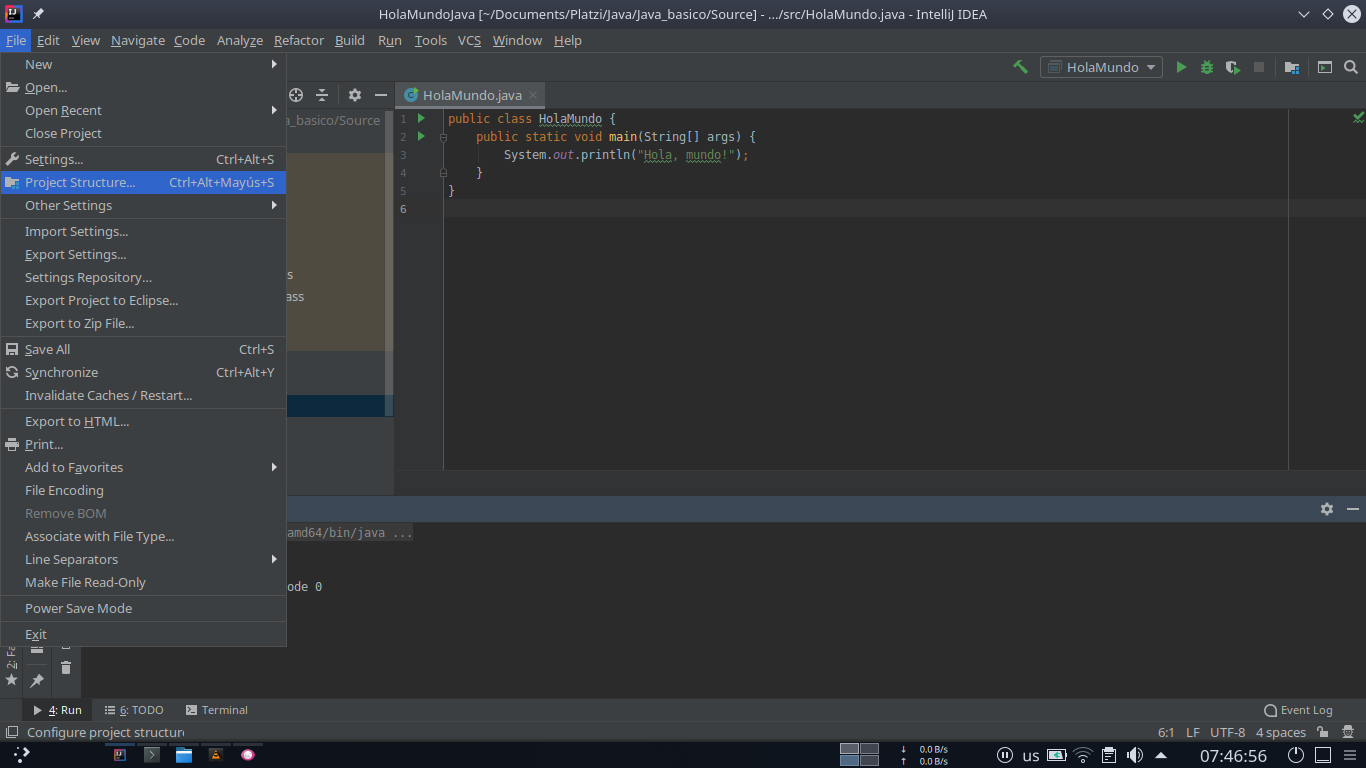 HolaMundoJava [~/Documents/Platzi/Java/Java_basico/Source] - .../src/HolaMundo.java - IntelliJ IDEA
File Edit View Navigate Code Analyze Refactor Build Run Tools VCS Window Help
HolaMundo
New
Open...
Open Recent
Close Project
Settings... Ctrl+Alt+S
Project Structure... Ctrl+Alt+Mayús+S
Other Settings
Import Settings...
Export Settings...
Settings Repository...
Export Project to Eclipse...
Export to Zip File...
Save All Ctrl+S
Synchronize Ctrl+Alt+Y
Invalidate Caches / Restart...
Export to HTML...
Print...
Add to Favorites
File Encoding
Remove BOM
Associate with File Type...
Line Separators
Make File Read-Only
Power Save Mode
Exit
a_basico/Source
s
ass
HolaMundo.java
1 public class HolaMundo {
2 public static void main(String[] args) {
3 System.out.println("Hola, mundo!");
4 }
5 }
6
amd64/bin/java ...
ode 0
2: Fa
4: Run 6: TODO Terminal Event Log
Configure project structure 6:1 LF UTF-8 4 spaces
0.0 B/s
0.0 B/s
us 07:46:56